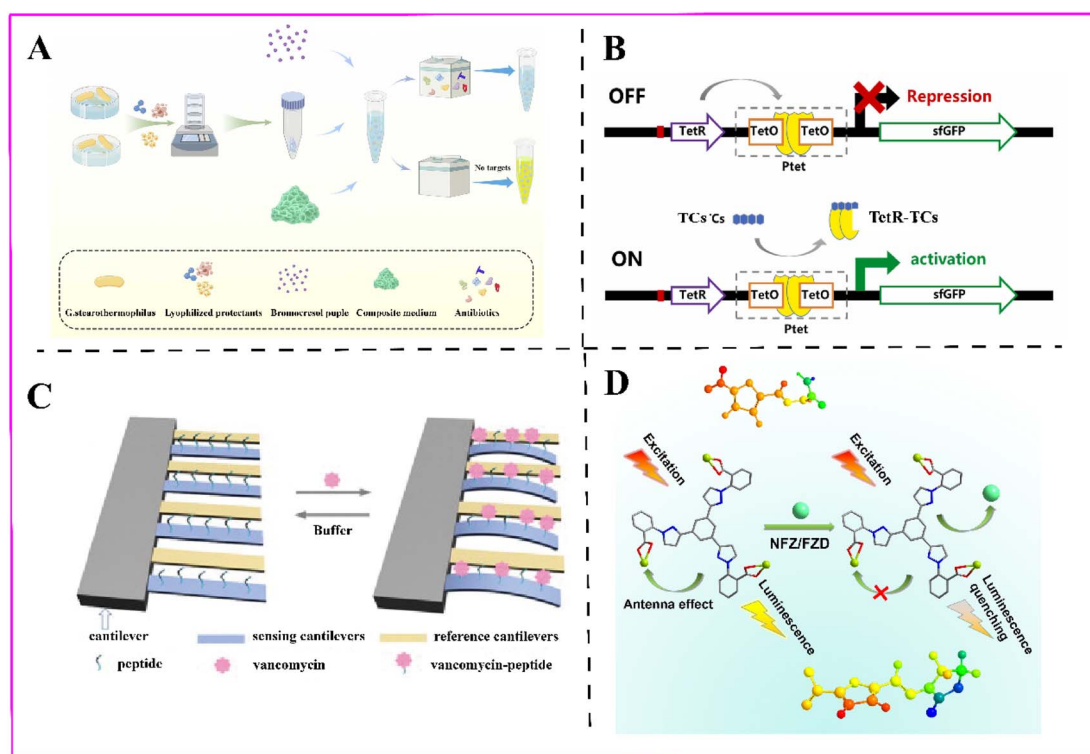 A
No targets
G.stearothermophilus
Lyophilized protectants
Bromocresol puple
Composite medium
Antibiotics
B
OFF
Repression
TetR
TetO
TetO
sfGFP
Ptet
TCs
Cs
TetR-TCs
ON
activation
TetR
TetO
TetO
sfGFP
Ptet
C
Buffer
cantilever
sensing cantilevers
reference cantilevers
peptide
vancomycin
vancomycin-peptide
D
Excitation
Excitation
NFZ/FZD
Antenna effect
Luminescence
Luminescence
quenching